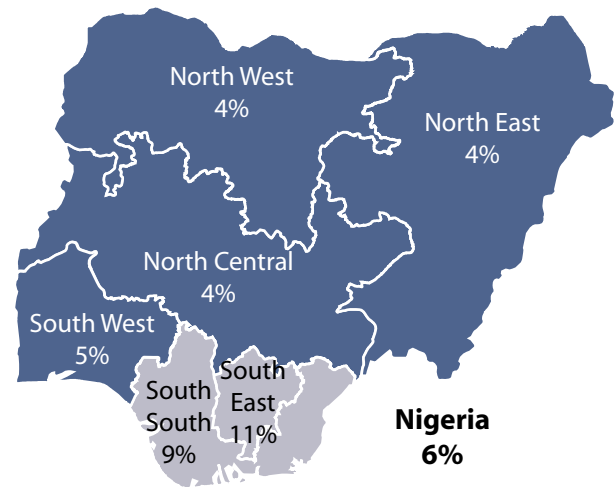 North West
4%
North East
4%
North Central
4%
South West
5%
South
South
9%
South
East
11%
Nigeria
6%